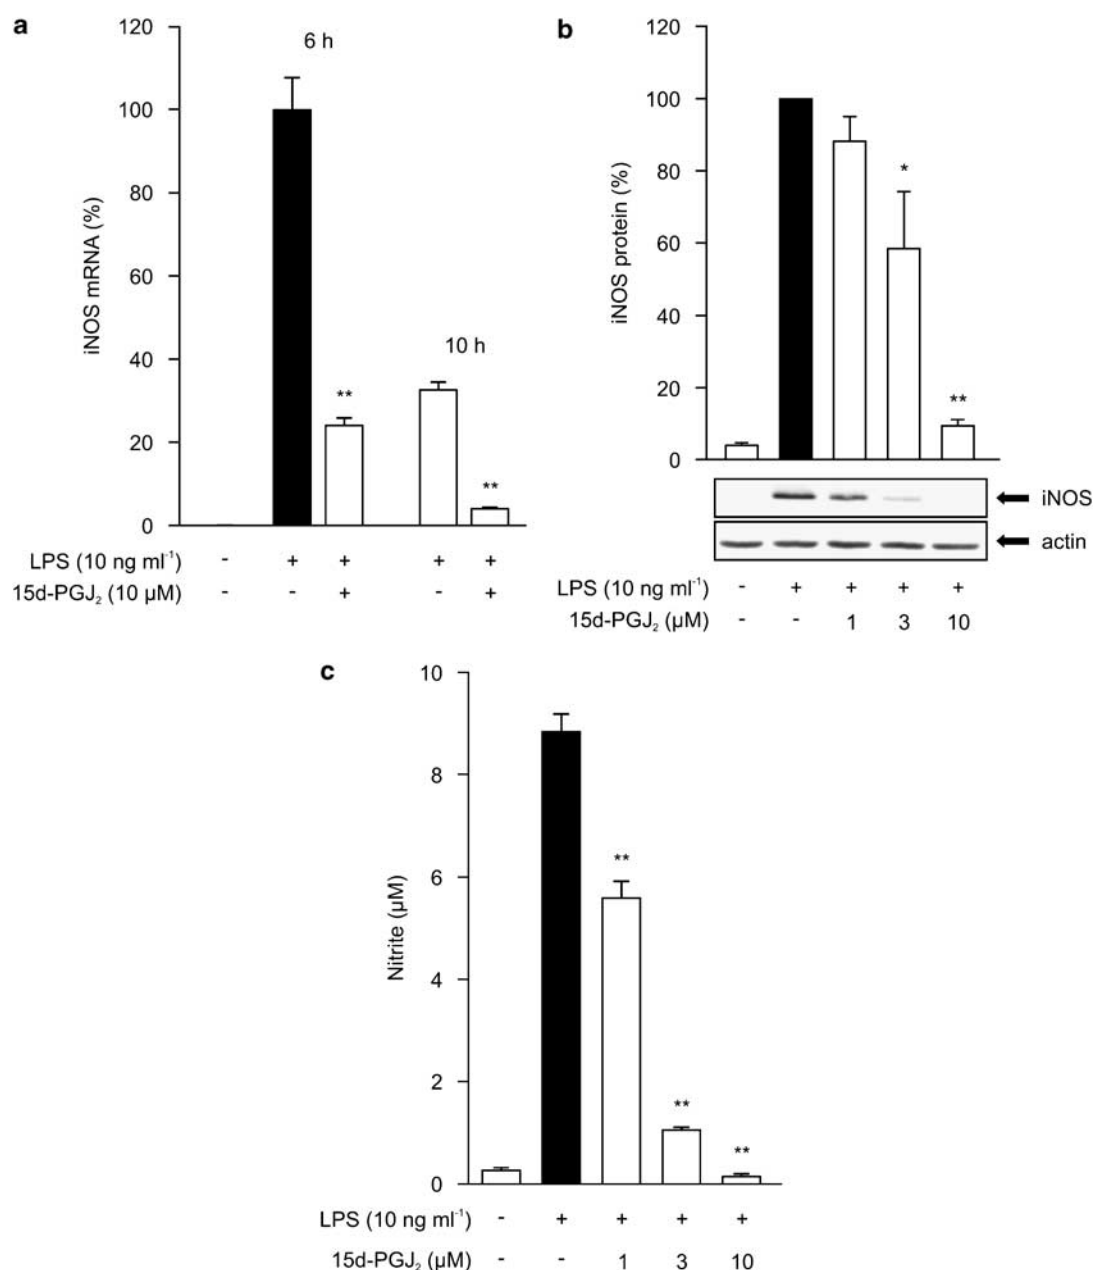 a
120
6 h
100
80
iNOS mRNA (%)
60
40
10 h
**
20
**
0
LPS (10 ng ml⁻¹) - + + + +
15d-PGJ₂ (10 µM) - - + - +
b
120
100
80
*
iNOS protein (%)
60
40
20
**
0
iNOS
actin
LPS (10 ng ml⁻¹) - + + + +
15d-PGJ₂ (µM) - - 1 3 10
c
10
8
**
6
Nitrite (µM)
4
2
**
**
0
LPS (10 ng ml⁻¹) - + + + +
15d-PGJ₂ (µM) - - 1 3 10